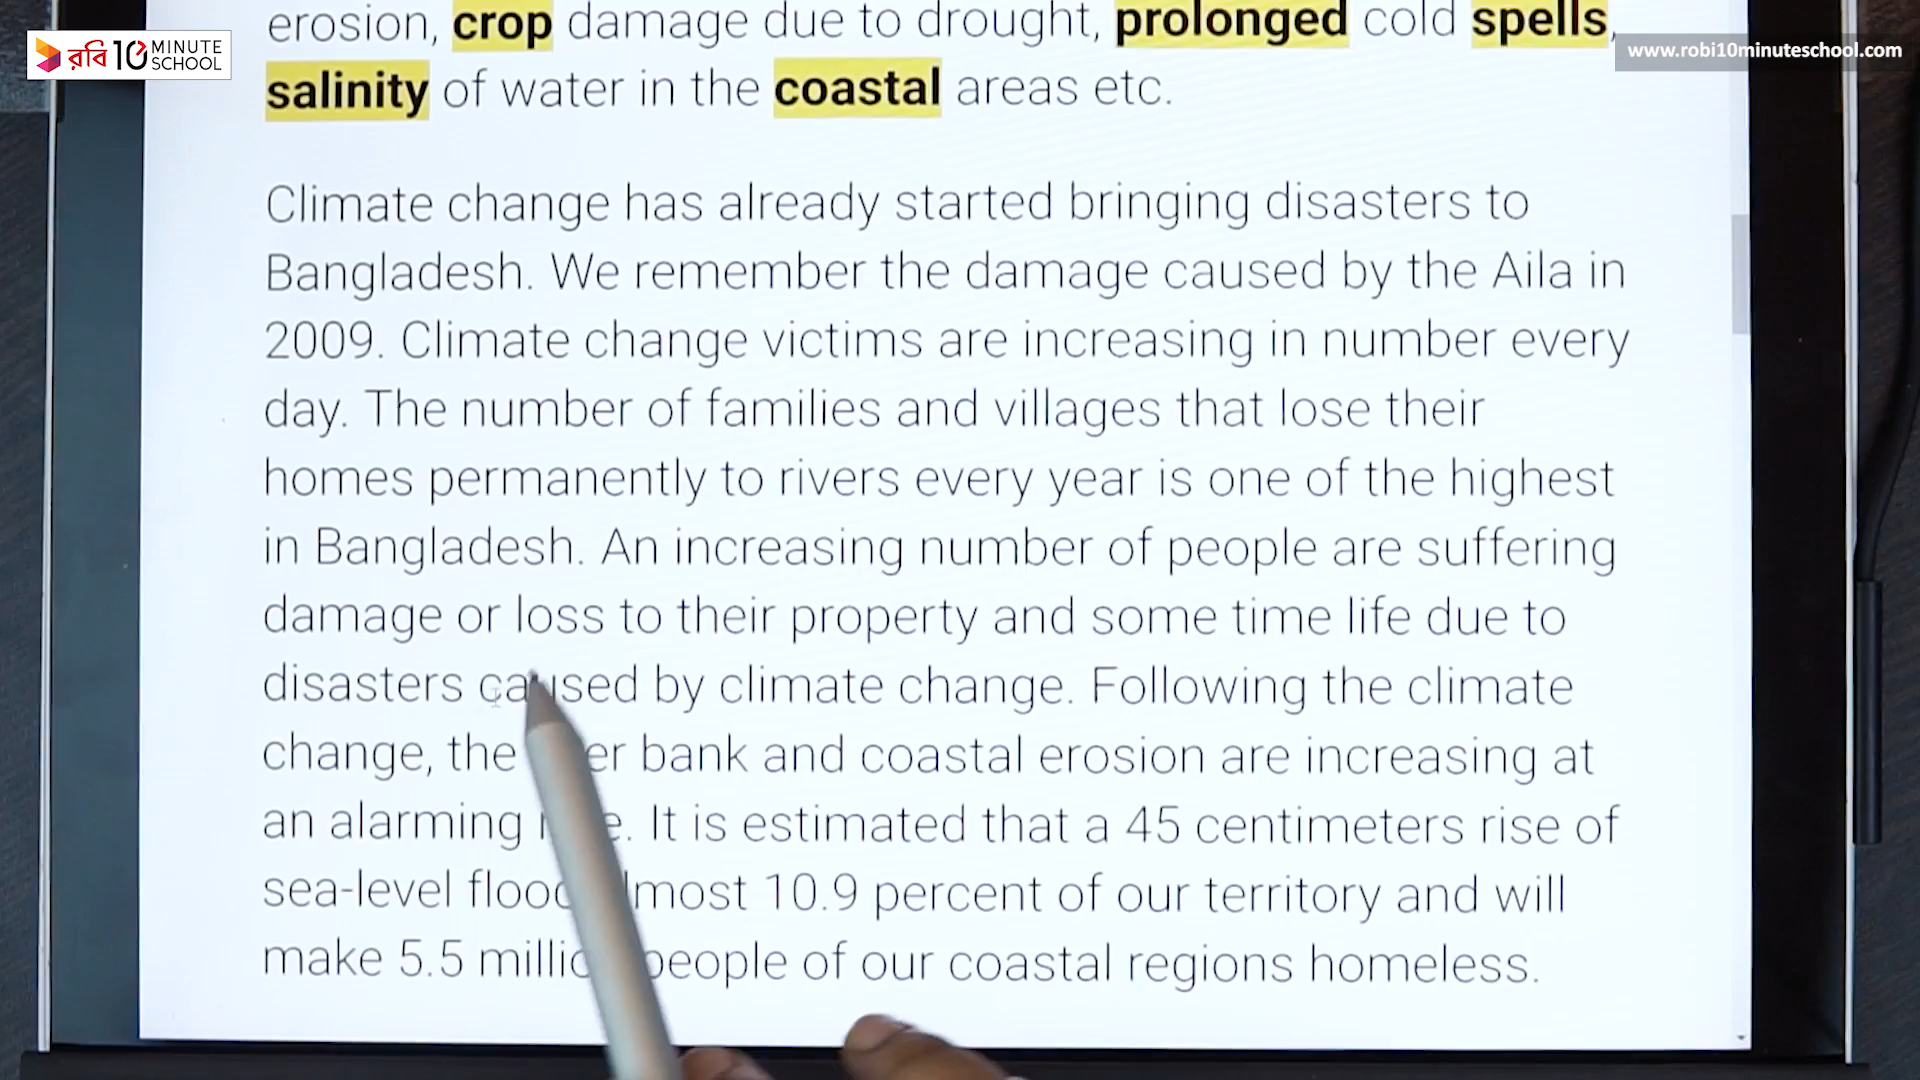 erosion, crop damage due to drought, prolonged cold spells,
রবি 10 MINUTE SCHOOL
www.robi10minuteschool.com
salinity of water in the coastal areas etc.
Climate change has already started bringing disasters to
Bangladesh. We remember the damage caused by the Aila in
2009. Climate change victims are increasing in number every
day. The number of families and villages that lose their
homes permanently to rivers every year is one of the highest
in Bangladesh. An increasing number of people are suffering
damage or loss to their property and some time life due to
disasters caused by climate change. Following the climate
change, the bank and coastal erosion are increasing at
an alarming It is estimated that a 45 centimeters rise of
sea-level 10.9 percent of our territory and will
make 5.5 people of our coastal regions homeless.